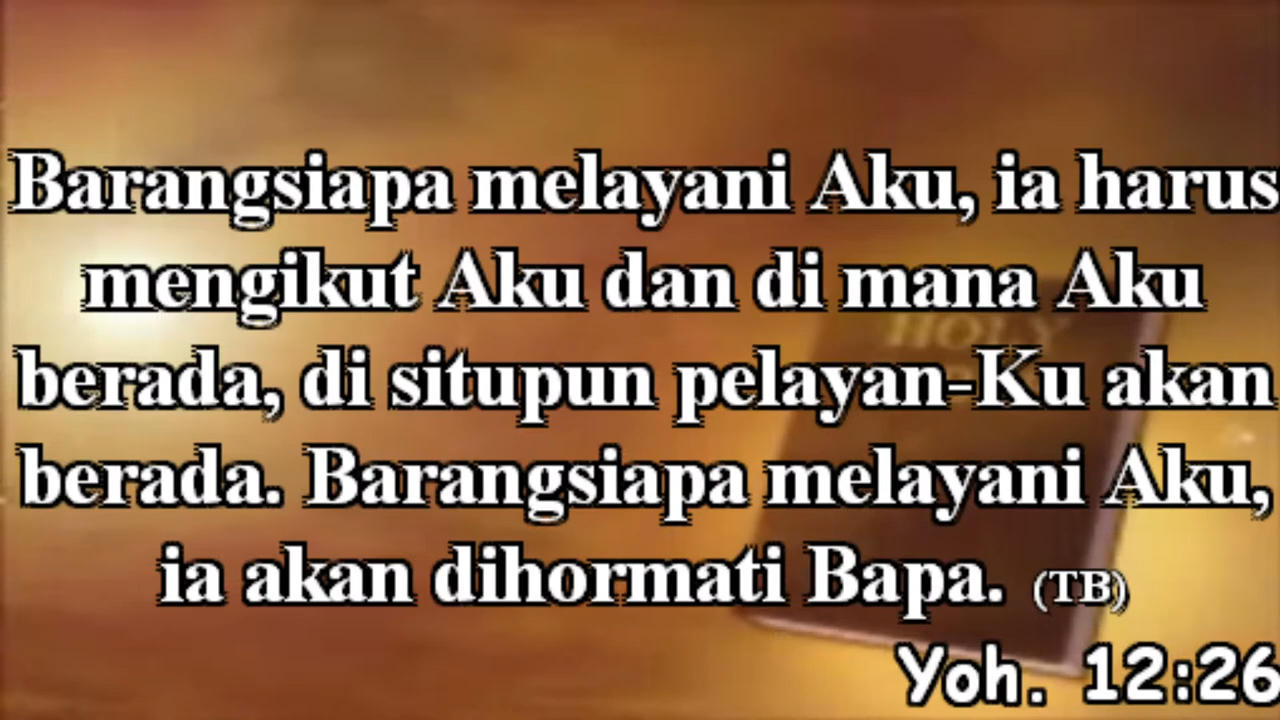 Barangsiapa melayani Aku, ia harus
mengikut Aku dan di mana Aku
HOLY
berada, di situpun pelayan-Ku akan
berada. Barangsiapa melayani Aku,
ia akan dihormati Bapa. (TB)
Yoh. 12:26